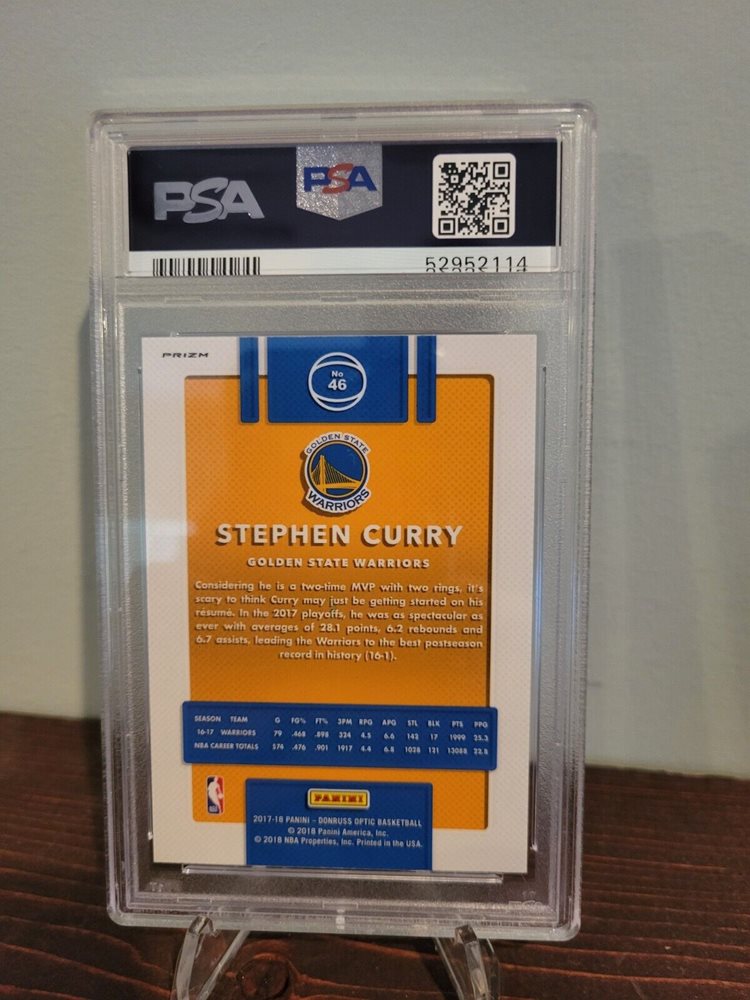 PSA
PSA
52952114
PRIZM
No
46
GOLDEN STATE
WARRIORS
STEPHEN CURRY
GOLDEN STATE WARRIORS
Considering he is a two-time MVP with two rings, it's
scary to think Curry may just be getting started on his
résumé. In the 2017 playoffs, he was as spectacular as
ever with averages of 28.1 points, 6.2 rebounds and
6.7 assists, leading the Warriors to the best postseason
record in history (16-1).
SEASON TEAM G FG% FT% 3PM RPG APG STL BLK PTS PPG
16-17 WARRIORS 79 .468 .898 324 4.5 6.6 142 17 1999 25.3
NBA CAREER TOTALS 574 .476 .901 1917 4.4 6.8 1038 121 13088 22.8
PANINI
2017-18 PANINI - DONRUSS OPTIC BASKETBALL
© 2018 Panini America, Inc.
© 2018 NBA Properties, Inc. Printed in the USA.